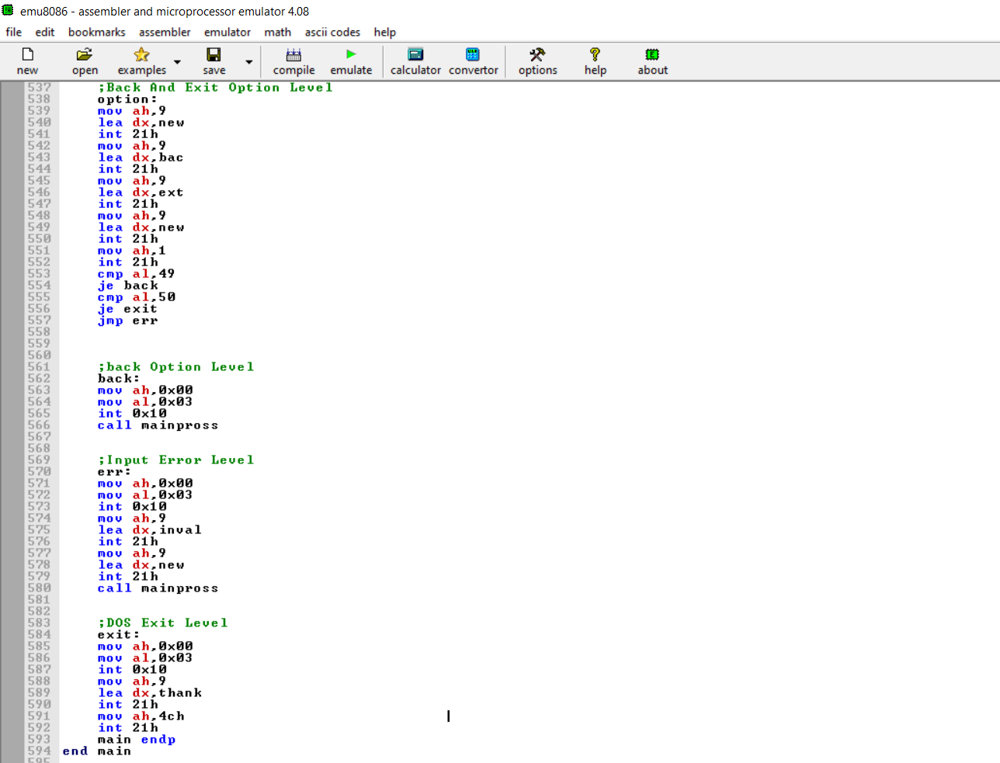 emu8086 - assembler and microprocessor emulator 4.08
file edit bookmarks assembler emulator math ascii codes help
new open examples save compile emulate calculator convertor options help about
537 ;Back And Exit Option Level
538 option:
539 mov ah,9
540 lea dx,new
541 int 21h
542 mov ah,9
543 lea dx,bac
544 int 21h
545 mov ah,9
546 lea dx,ext
547 int 21h
548 mov ah,9
549 lea dx,new
550 int 21h
551 mov ah,1
552 int 21h
553 cmp al,49
554 je back
555 cmp al,50
556 je exit
557 jmp err
558
559
560
561 ;back Option Level
562 back:
563 mov ah,0x00
564 mov al,0x03
565 int 0x10
566 call mainpross
567
568
569 ;Input Error Level
570 err:
571 mov ah,0x00
572 mov al,0x03
573 int 0x10
574 mov ah,9
575 lea dx,inval
576 int 21h
577 mov ah,9
578 lea dx,new
579 int 21h
580 call mainpross
581
582
583 ;DOS Exit Level
584 exit:
585 mov ah,0x00
586 mov al,0x03
587 int 0x10
588 mov ah,9
589 lea dx,thank
590 int 21h
591 mov ah,4ch
592 int 21h
593 main endp
594 end main
595